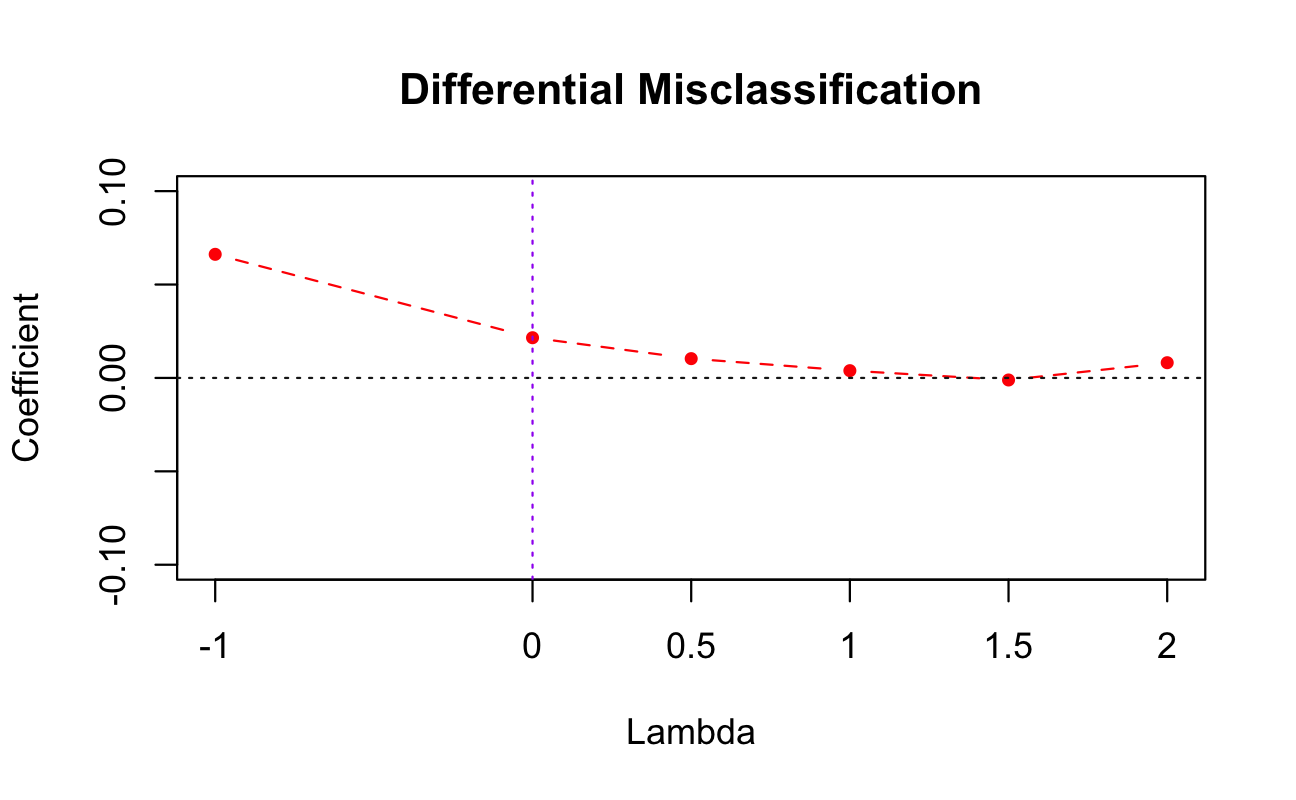 Differential Misclassification
0.10
0.00
-0.10
Coefficient
-1 0 0.5 1 1.5 2
Lambda